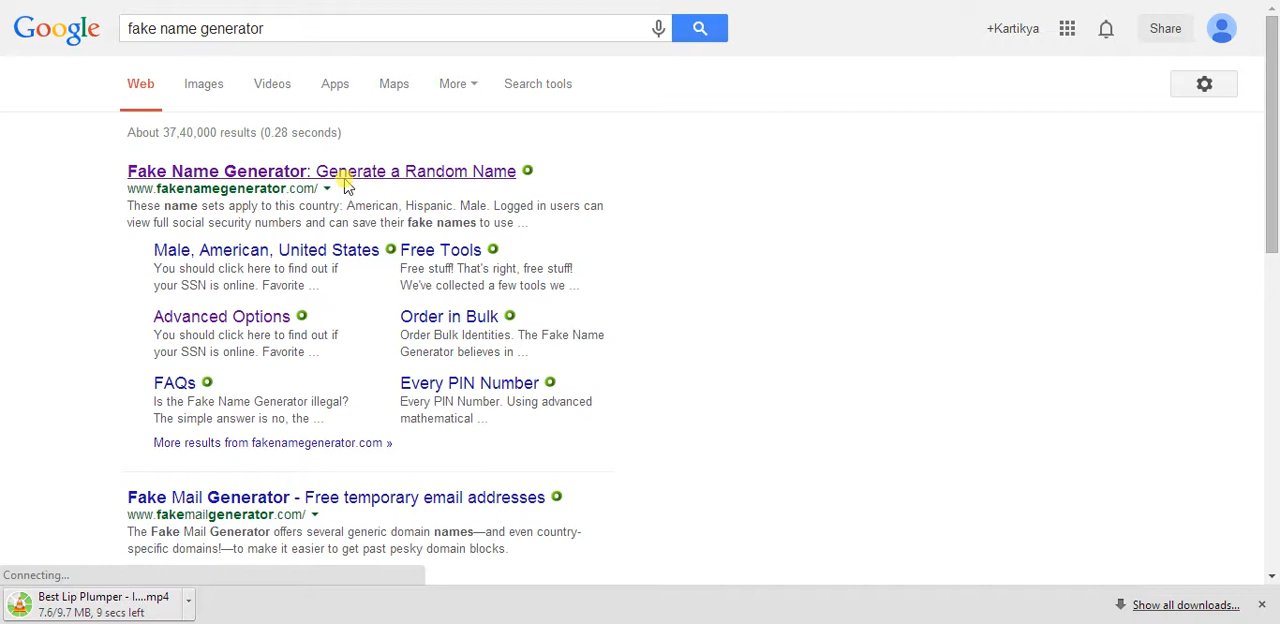 Google
fake name generator
+Kartikya
Share
Web Images Videos Apps Maps More Search tools
About 37,40,000 results (0.28 seconds)
Fake Name Generator: Generate a Random Name
www.fakenamegenerator.com/
These name sets apply to this country: American, Hispanic. Male. Logged in users can
view full social security numbers and can save their fake names to use ...
Male, American, United States
You should click here to find out if
your SSN is online. Favorite ...
Free Tools
Free stuff! That's right, free stuff!
We've collected a few tools we ...
Advanced Options
You should click here to find out if
your SSN is online. Favorite ...
Order in Bulk
Order Bulk Identities. The Fake Name
Generator believes in ...
FAQs
Is the Fake Name Generator illegal?
The simple answer is no, the ...
Every PIN Number
Every PIN Number. Using advanced
mathematical ...
More results from fakenamegenerator.com »
Fake Mail Generator - Free temporary email addresses
www.fakemailgenerator.com/
The Fake Mail Generator offers several generic domain names—and even country-
specific domains!—to make it easier to get past pesky domain blocks.
Connecting...
Best Lip Plumper - I....mp4
7.6/9.7 MB, 9 secs left
Show all downloads...